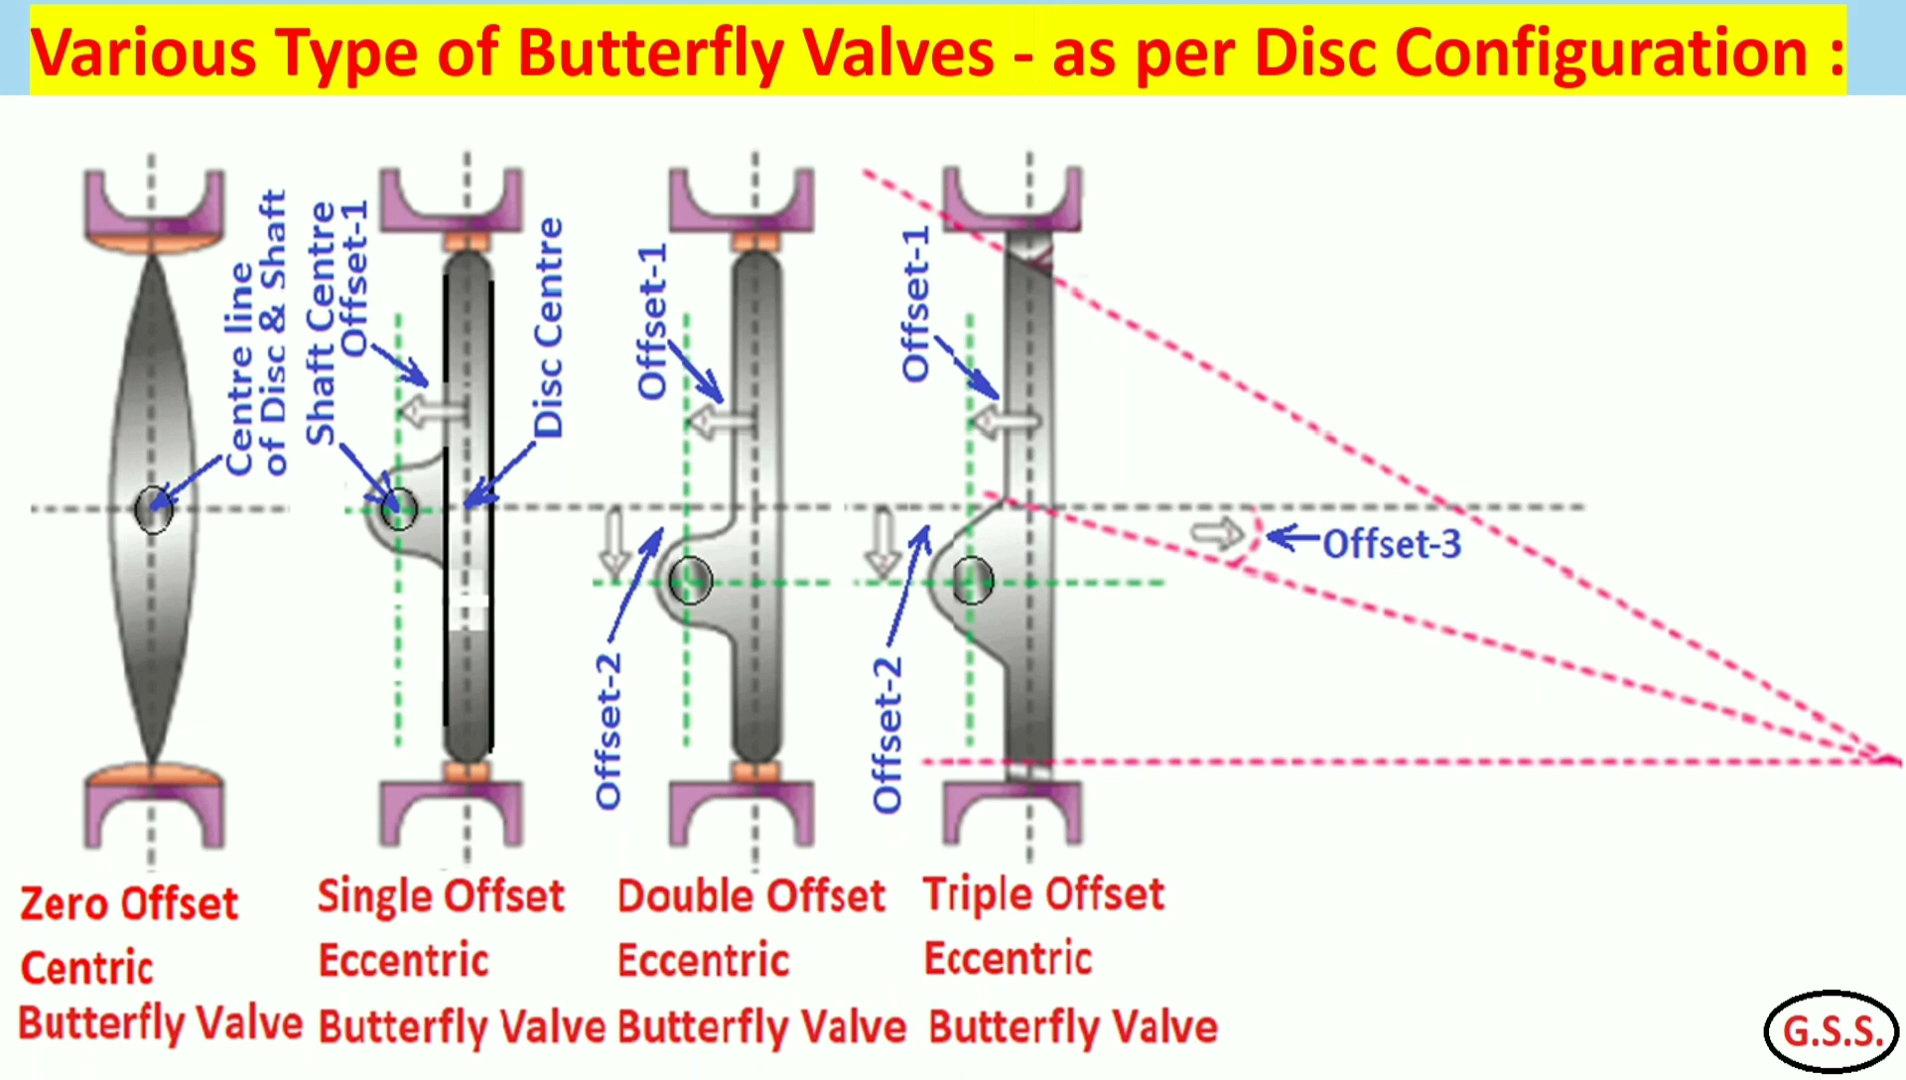 Various Type of Butterfly Valves - as per Disc Configuration :
Centre line
of Disc & Shaft
Shaft Centre
Offset-1
Disc Centre
Offset-1
Offset-2
Offset-1
Offset-2
Offset-3
Zero Offset
Centric
Butterfly Valve
Single Offset
Eccentric
Butterfly Valve
Double Offset
Eccentric
Butterfly Valve
Triple Offset
Eccentric
Butterfly Valve
G.S.S.